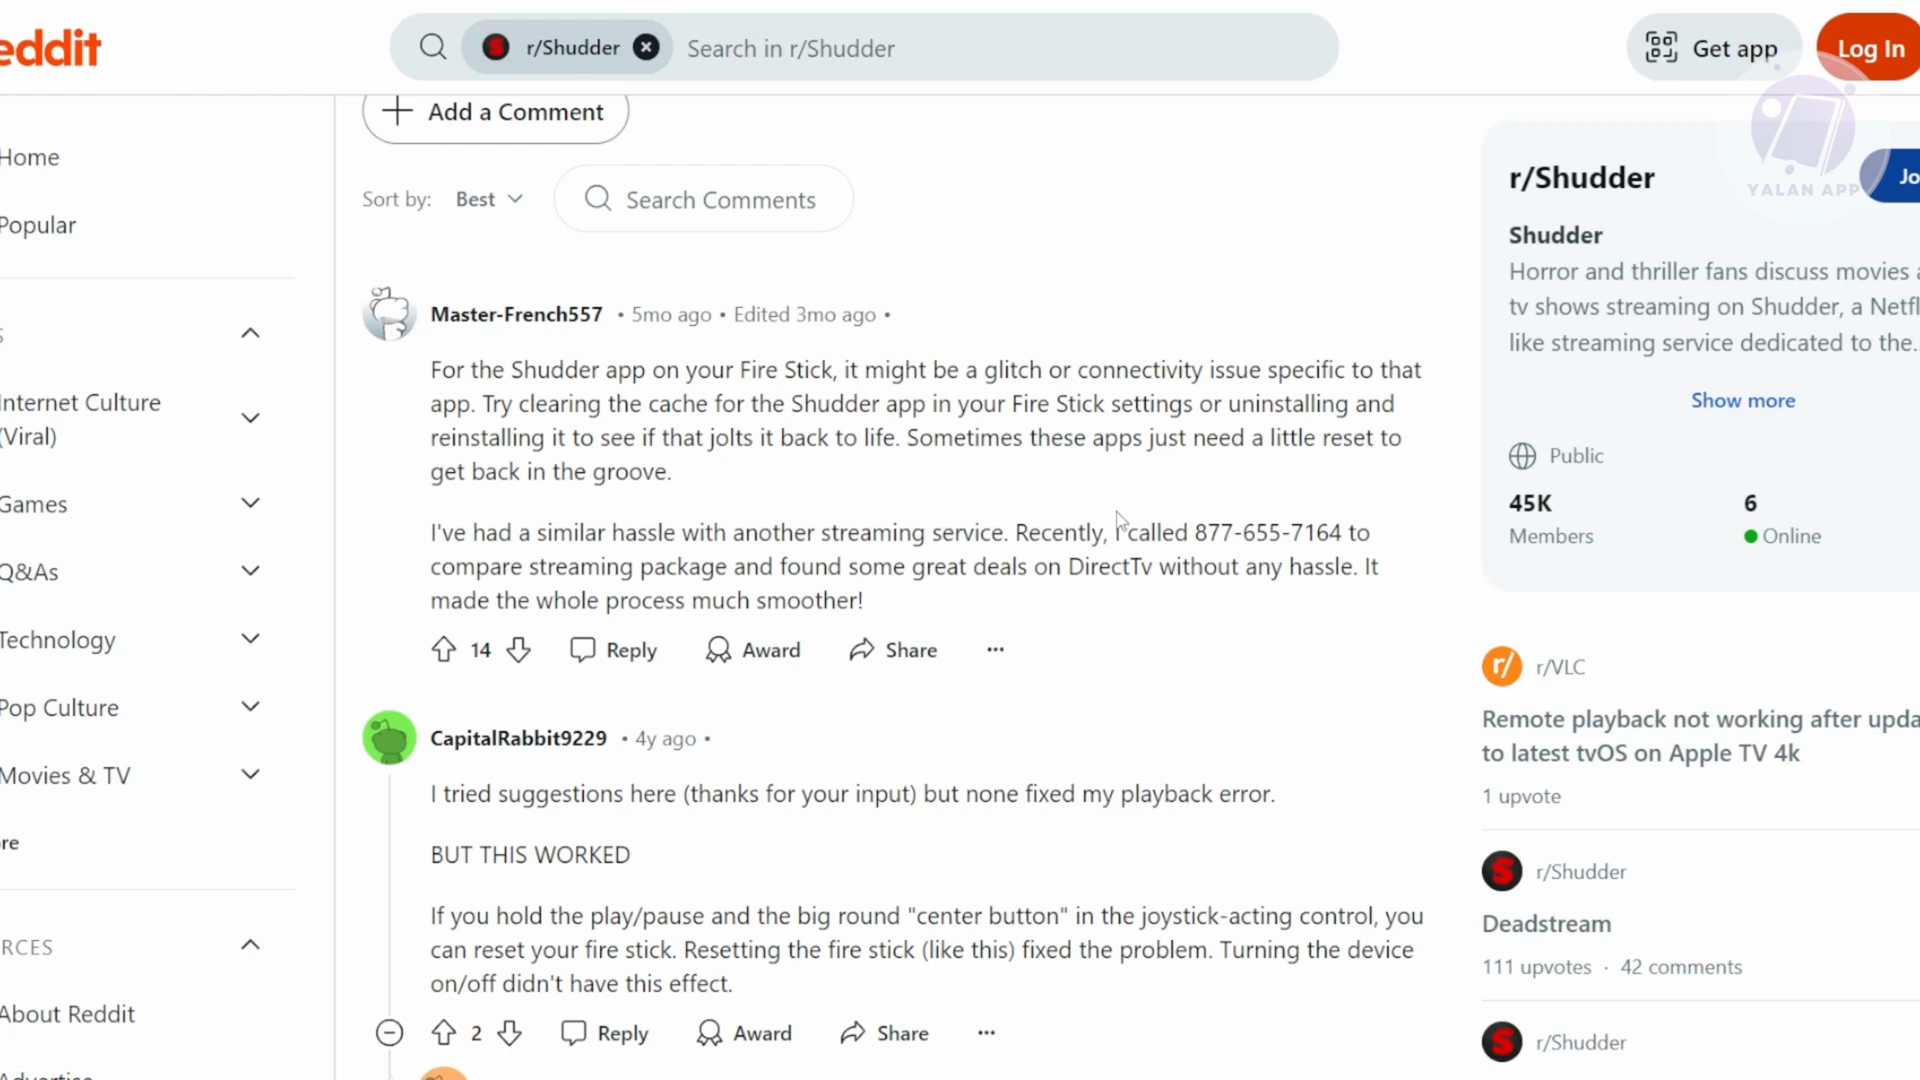 eddit
r/Shudder
Search in r/Shudder
Get app
Log In
Add a Comment
Home
Popular
Sort by: Best
Search Comments
YALAN APP
r/Shudder
Jo
Shudder
Horror and thriller fans discuss movies a
tv shows streaming on Shudder, a Netfl
like streaming service dedicated to the...
Show more
Public
45K
6
Members
Online
S
Internet Culture
(Viral)
Games
Q&As
Technology
Pop Culture
Movies & TV
re
RCES
About Reddit
Advertise
Master-French557 • 5mo ago • Edited 3mo ago •
For the Shudder app on your Fire Stick, it might be a glitch or connectivity issue specific to that
app. Try clearing the cache for the Shudder app in your Fire Stick settings or uninstalling and
reinstalling it to see if that jolts it back to life. Sometimes these apps just need a little reset to
get back in the groove.
I've had a similar hassle with another streaming service. Recently, I called 877-655-7164 to
compare streaming package and found some great deals on DirectTv without any hassle. It
made the whole process much smoother!
14 Reply Award Share
CapitalRabbit9229 • 4y ago •
I tried suggestions here (thanks for your input) but none fixed my playback error.
BUT THIS WORKED
If you hold the play/pause and the big round "center button" in the joystick-acting control, you
can reset your fire stick. Resetting the fire stick (like this) fixed the problem. Turning the device
on/off didn't have this effect.
2 Reply Award Share
r/VLC
Remote playback not working after upda
to latest tvOS on Apple TV 4k
1 upvote
r/Shudder
Deadstream
111 upvotes · 42 comments
r/Shudder